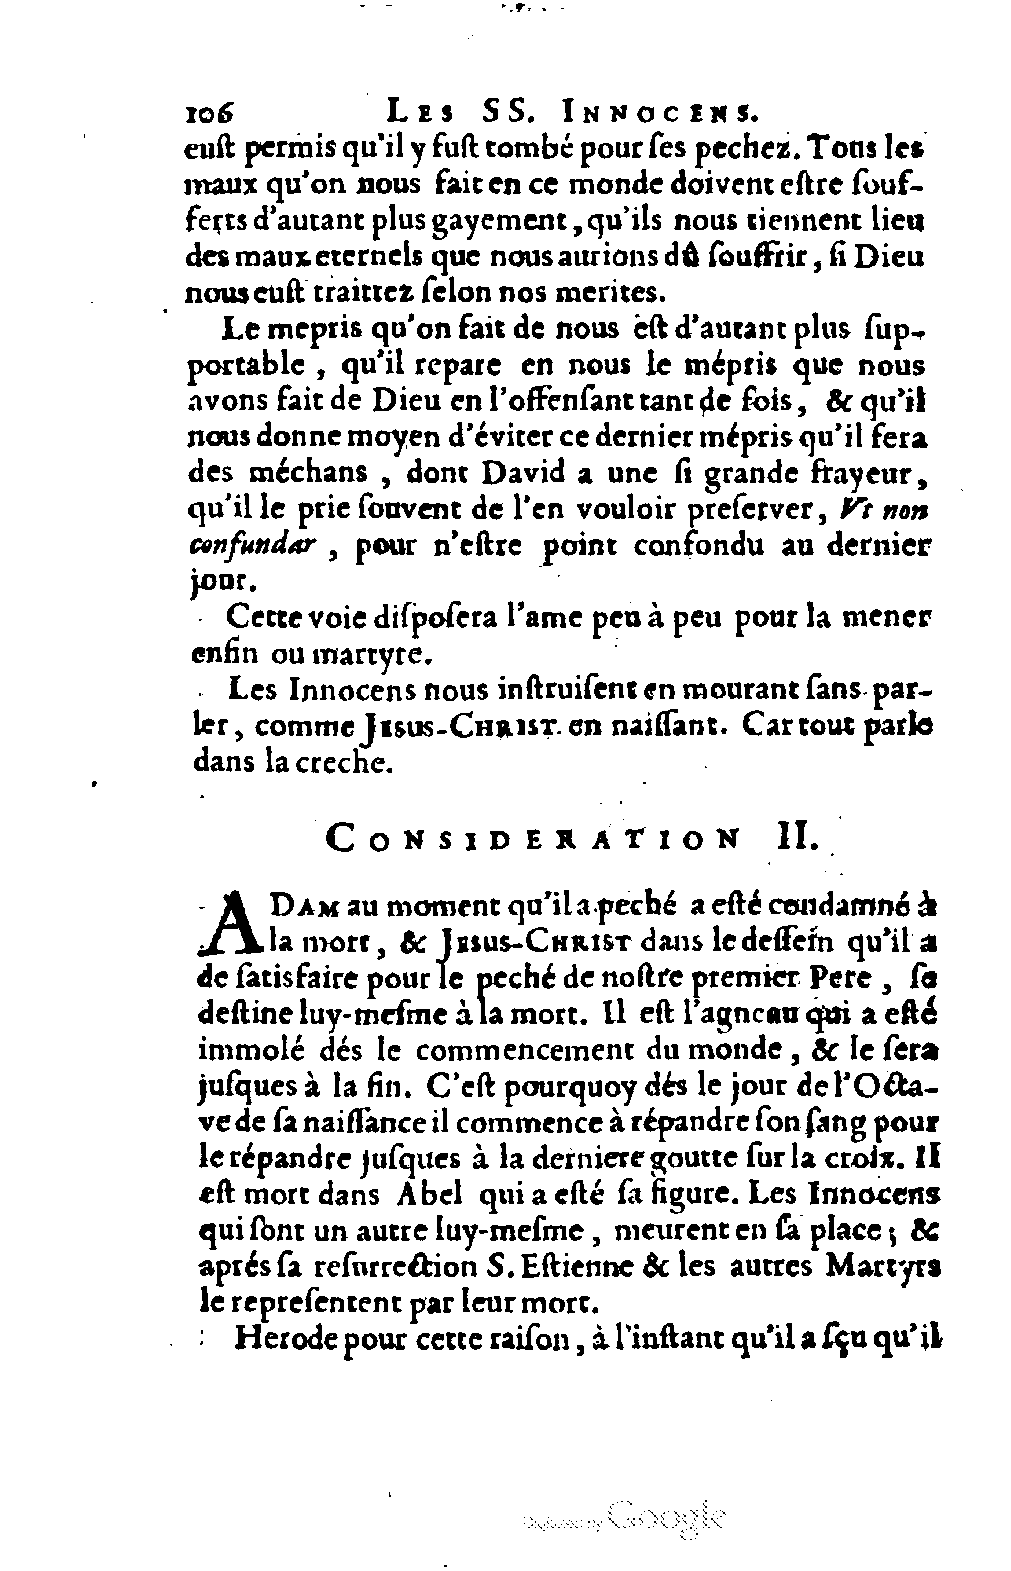 106 LES SS. INNOCENS.
euſt permis qu'il y fuſt tombé pour ſes pechez. Tous les
maux qu'on nous fait en ce monde doivent eſtre ſouf-
ferts d'autant plus gayement, qu'ils nous tiennent lieu
des maux eternels que nous aurions dû ſouffrir, ſi Dieu
nous euſt traittez ſelon nos merites.
Le mepris qu'on fait de nous eſt d'autant plus ſup-
portable, qu'il repare en nous le mépris que nous
avons fait de Dieu en l'offenſant tant de fois, & qu'il
nous donne moyen d'éviter ce dernier mépris qu'il fera
des méchans, dont David a une ſi grande frayeur,
qu'il le prie ſouvent de l'en vouloir preſerver, Vt non
confundar, pour n'eſtre point confondu au dernier
jour.
Cette voie diſpoſera l'ame peu à peu pour la mener
enfin ou martyre.
Les Innocens nous inſtruiſent en mourant ſans par-
ler, comme JESUS-CHRIST en naiſſant. Car tout parle
dans la creche.
CONSIDERATION II.
ADAM au moment qu'il a peché a eſté condamné à
la mort, & JESUS-CHRIST dans le deſſein qu'il a
de ſatisfaire pour le peché de noſtre premier Pere, ſe
deſtine luy-meſme à la mort. Il eſt l'agneau qui a eſté
immolé dés le commencement du monde, & le ſera
juſques à la fin. C'eſt pourquoy dés le jour de l'Octa-
ve de ſa naiſſance il commence à répandre ſon ſang pour
le répandre juſques à la derniere goutte ſur la croix. Il
eſt mort dans Abel qui a eſté ſa figure. Les Innocens
qui ſont un autre luy-meſme, meurent en ſa place; &
aprés ſa reſurrection S. Eſtienne & les autres Martyrs
le repreſentent par leur mort.
Herode pour cette raiſon, à l'inſtant qu'il a ſçu qu'il
Digitized by Google